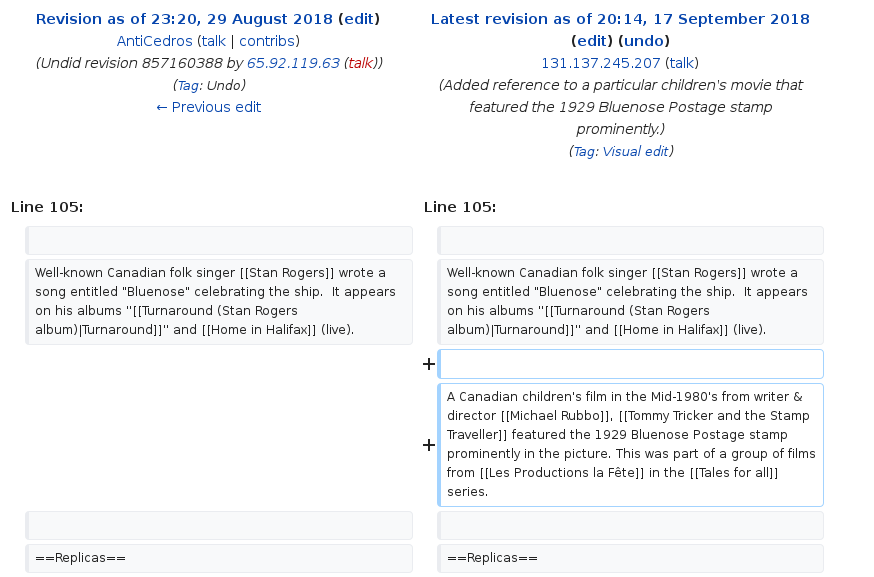 Revision as of 23:20, 29 August 2018 (edit)
AntiCedros (talk | contribs)
(Undid revision 857160388 by 65.92.119.63 (talk))
(Tag: Undo)
← Previous edit
Latest revision as of 20:14, 17 September 2018
(edit) (undo)
131.137.245.207 (talk)
(Added reference to a particular children's movie that
featured the 1929 Bluenose Postage stamp
prominently.)
(Tag: Visual edit)
Line 105:
Line 105:
Well-known Canadian folk singer [[Stan Rogers]] wrote a
song entitled "Bluenose" celebrating the ship.  It appears
on his albums ''[[Turnaround (Stan Rogers
album)|Turnaround]]'' and [[Home in Halifax]] (live).
Well-known Canadian folk singer [[Stan Rogers]] wrote a
song entitled "Bluenose" celebrating the ship.  It appears
on his albums ''[[Turnaround (Stan Rogers
album)|Turnaround]]'' and [[Home in Halifax]] (live).
+
+
A Canadian children's film in the Mid-1980's from writer &
director [[Michael Rubbo]], [[Tommy Tricker and the Stamp
Traveller]] featured the 1929 Bluenose Postage stamp
prominently in the picture. This was part of a group of films
from [[Les Productions la Fête]] in the [[Tales for all]]
series.
==Replicas==
==Replicas==